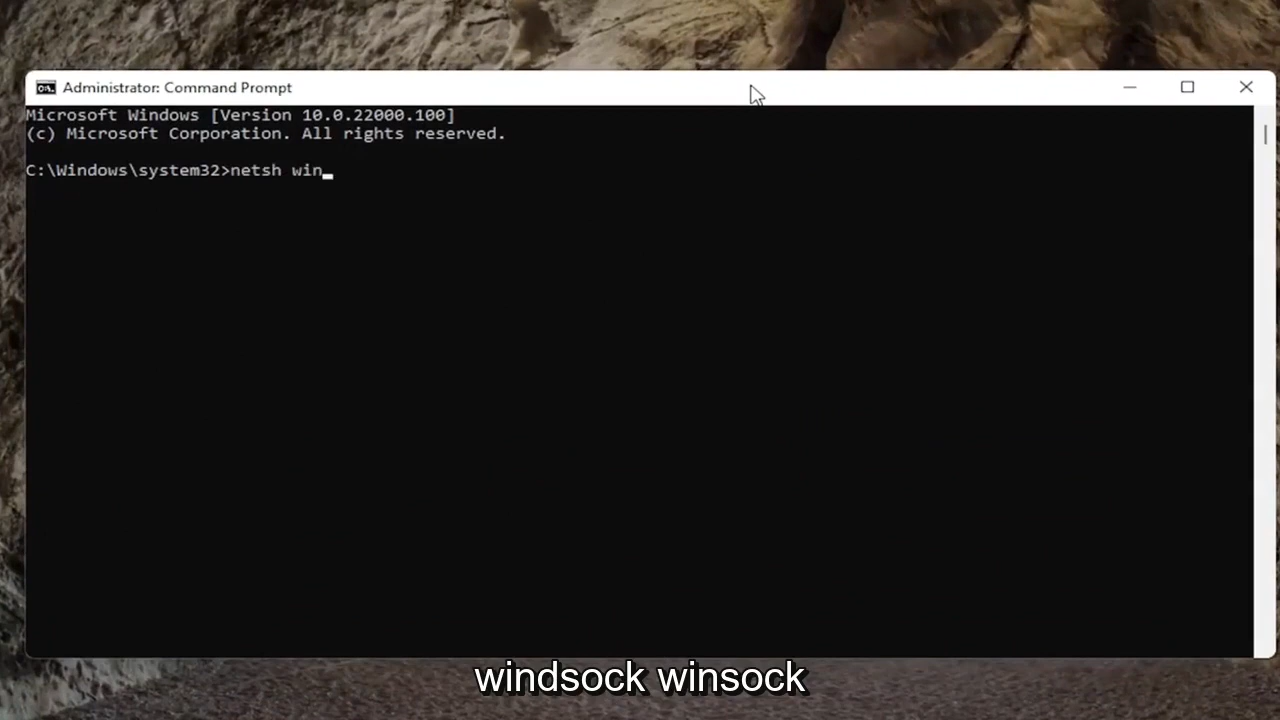 Administrator: Command Prompt
Microsoft Windows [Version 10.0.22000.100]
(c) Microsoft Corporation. All rights reserved.
C:\Windows\system32>netsh win
windsock winsock